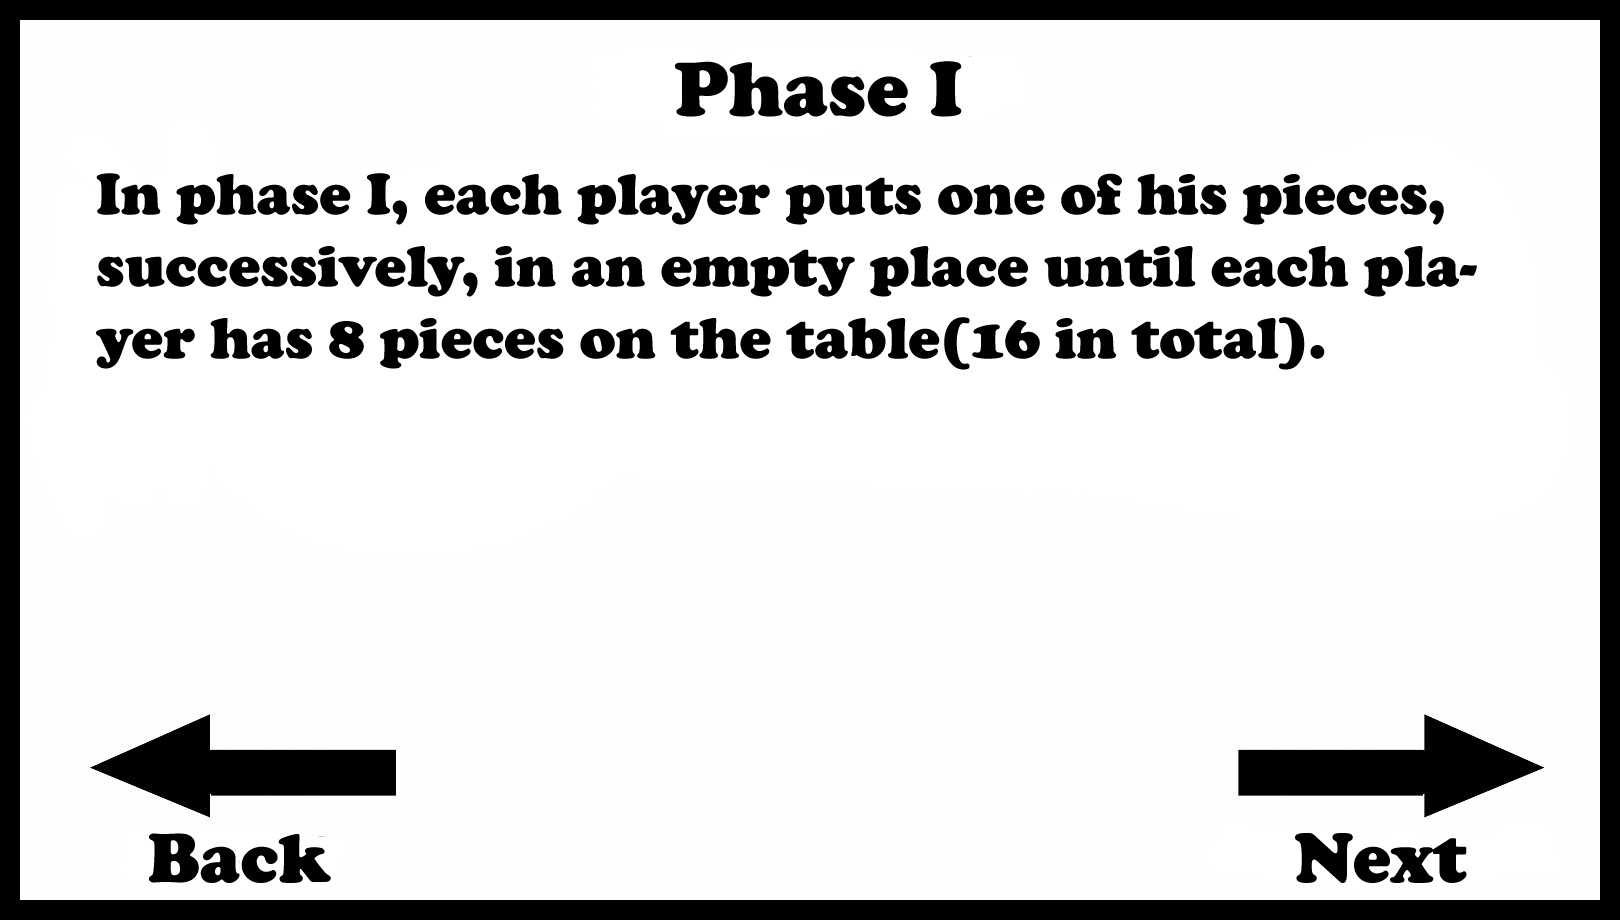 Phase I
In phase I, each player puts one of his pieces,
successively, in an empty place until each pla-
yer has 8 pieces on the table(16 in total).
Back
Next